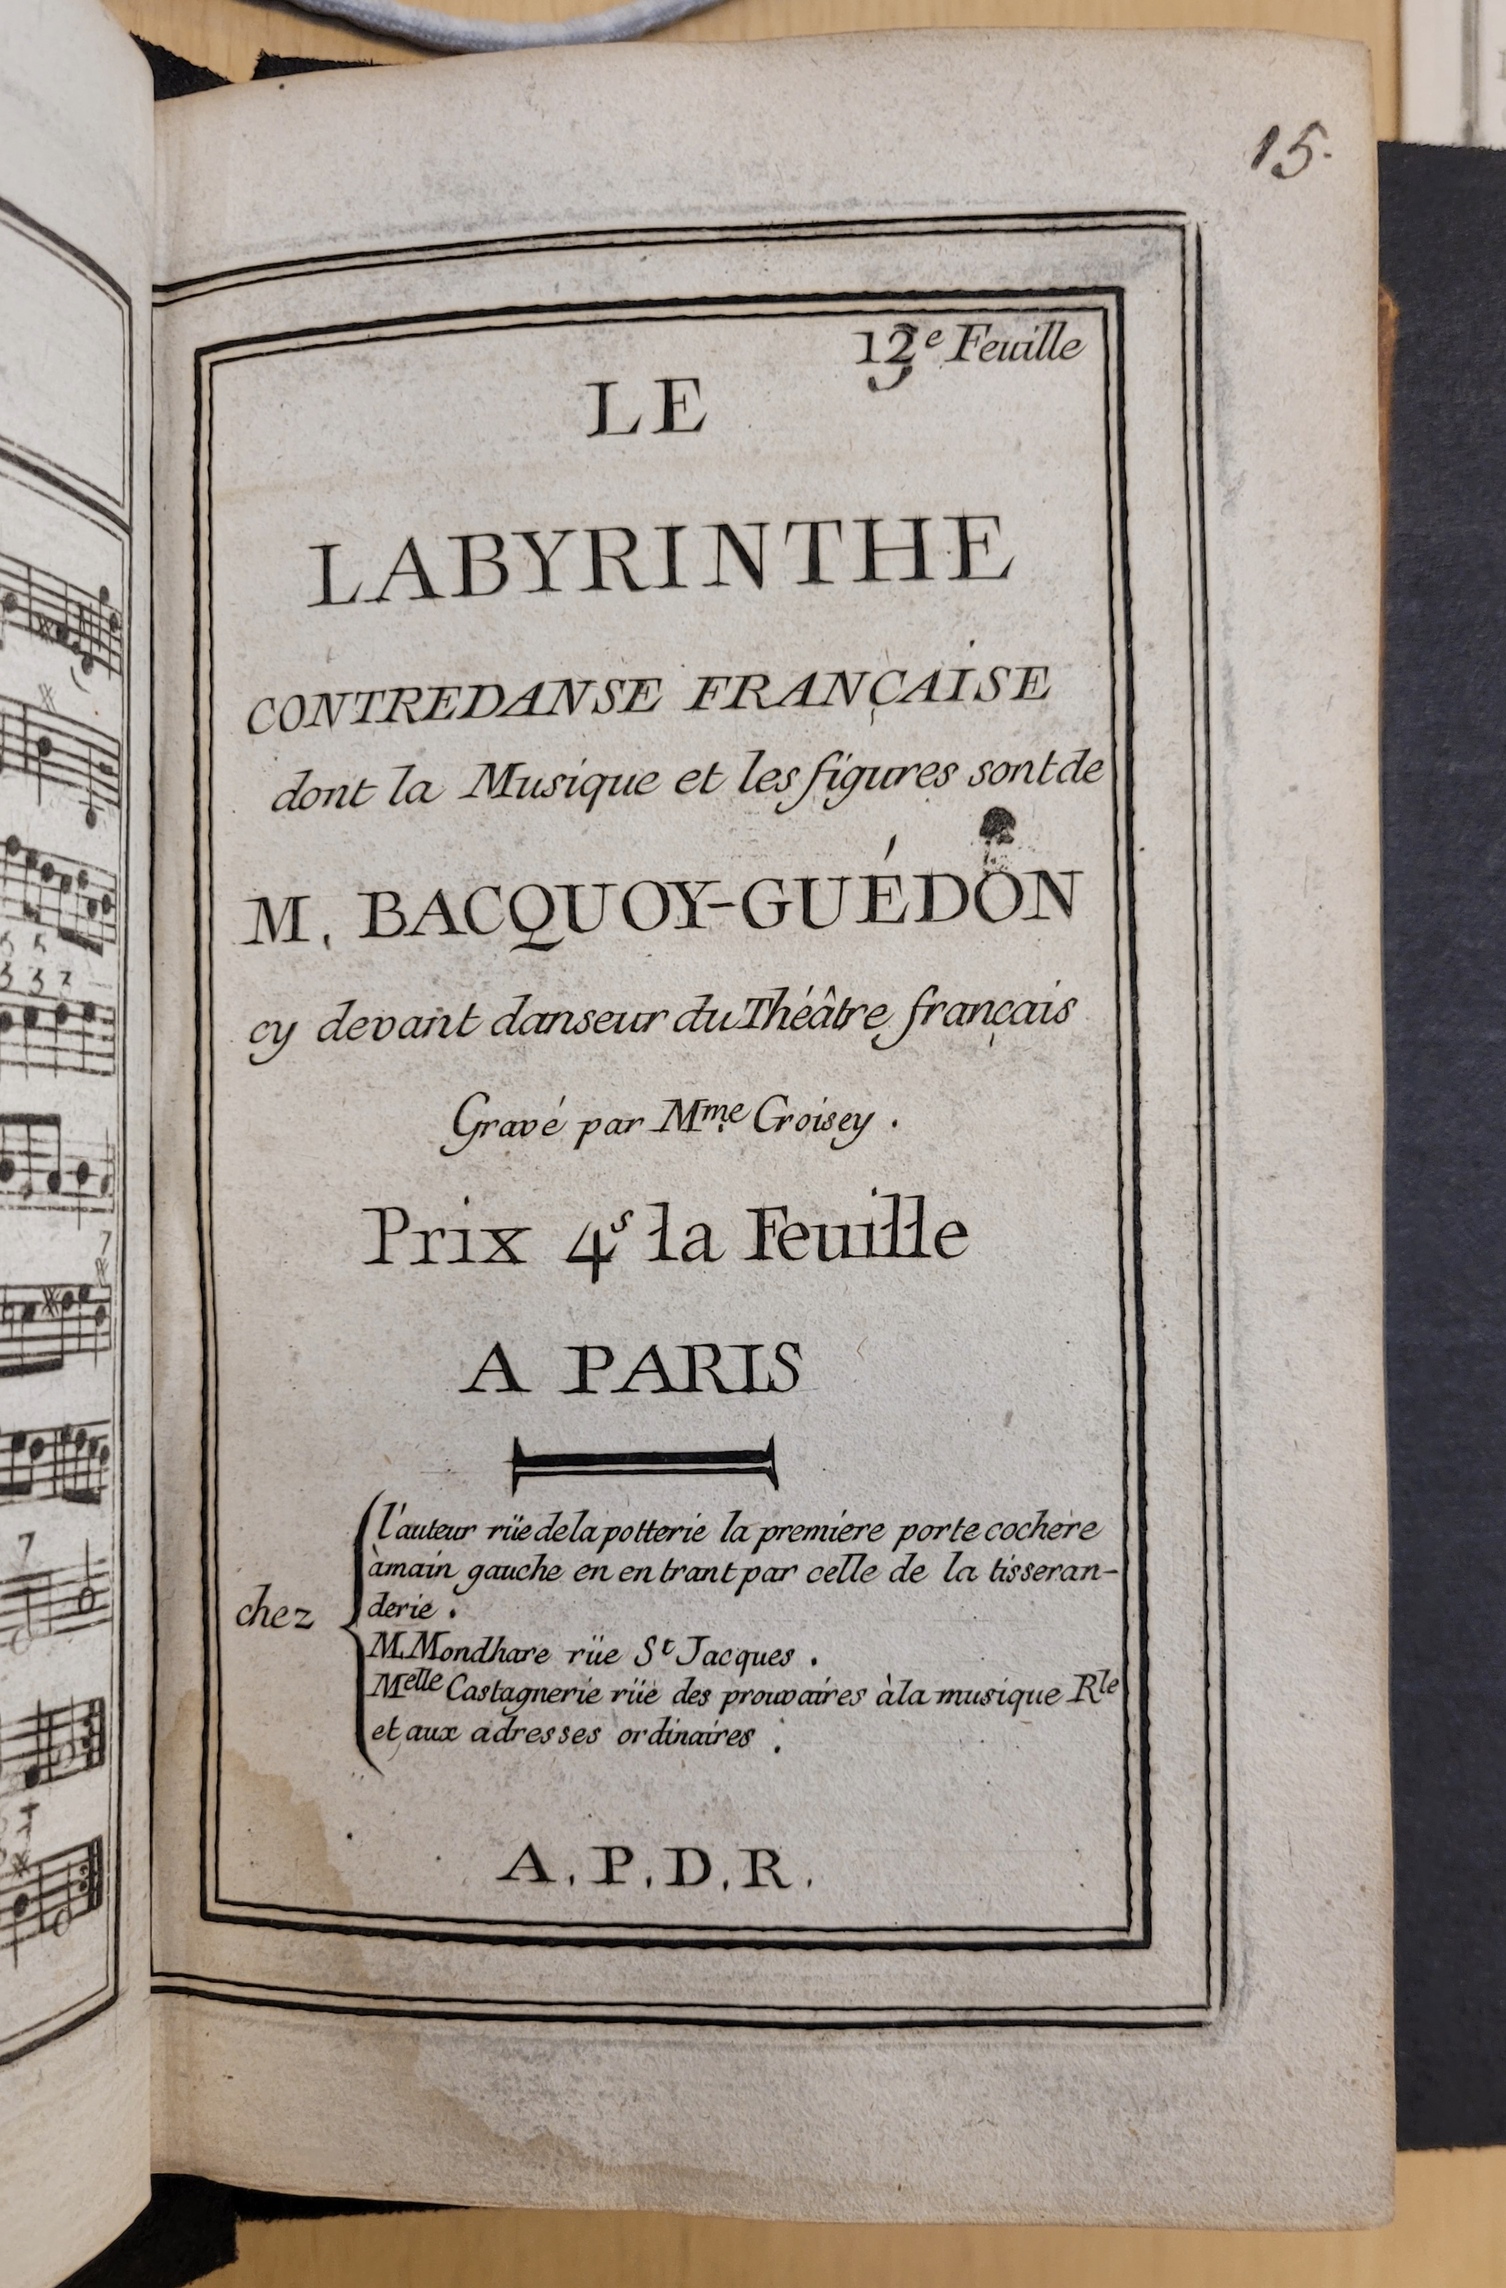 15.
13e Feuille
LE
LABYRINTHE
CONTREDANSE FRANÇAISE
dont la Musique et les figures sont de
M. BACQUOY-GUÉDON
cy devant danseur du Théâtre français
Gravé par Mme Croisey.
Prix 4s la Feuille
A PARIS
chez
l'auteur rüe de la potterie la premiere porte cochere
à main gauche en entrant par celle de la tisseran-
derie.
M. Mondhare rüe St Jacques.
Melle Castagnerie rüe des prouvaires à la musique Rle
et aux adresses ordinaires.
A.P.D.R.